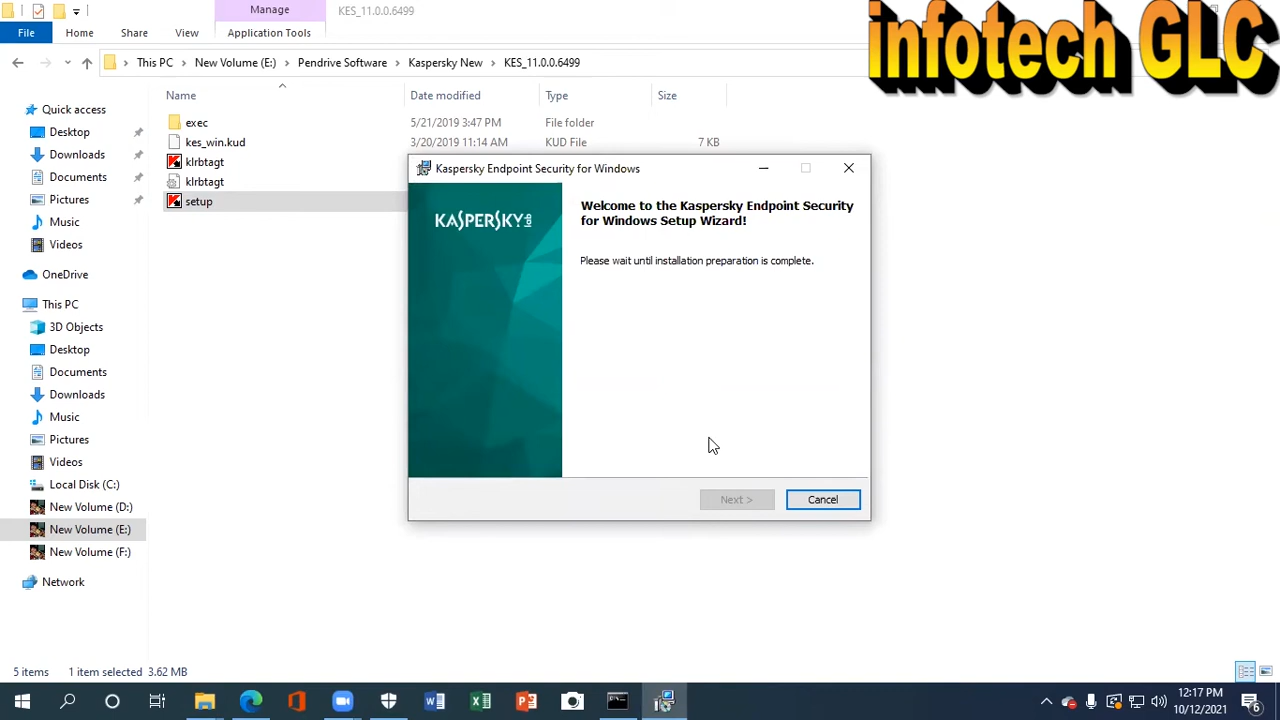 Manage
KES_11.0.0.6499
infotech GLC
File
Home
Share
View
Application Tools
This PC
New Volume (E:)
Pendrive Software
Kaspersky New
KES_11.0.0.6499
Name
Date modified
Type
Size
Quick access
Desktop
Downloads
Documents
Pictures
Music
Videos
OneDrive
This PC
3D Objects
Desktop
Documents
Downloads
Music
Pictures
Videos
Local Disk (C:)
New Volume (D:)
New Volume (E:)
New Volume (F:)
Network
exec
5/21/2019 3:47 PM
File folder
kes_win.kud
3/20/2019 11:14 AM
KUD File
7 KB
klrbtagt
klrbtagt
setup
Kaspersky Endpoint Security for Windows
KASPERSKY lab
Welcome to the Kaspersky Endpoint Security
for Windows Setup Wizard!
Please wait until installation preparation is complete.
Next >
Cancel
5 items
1 item selected
3.62 MB
12:17 PM
10/12/2021
6